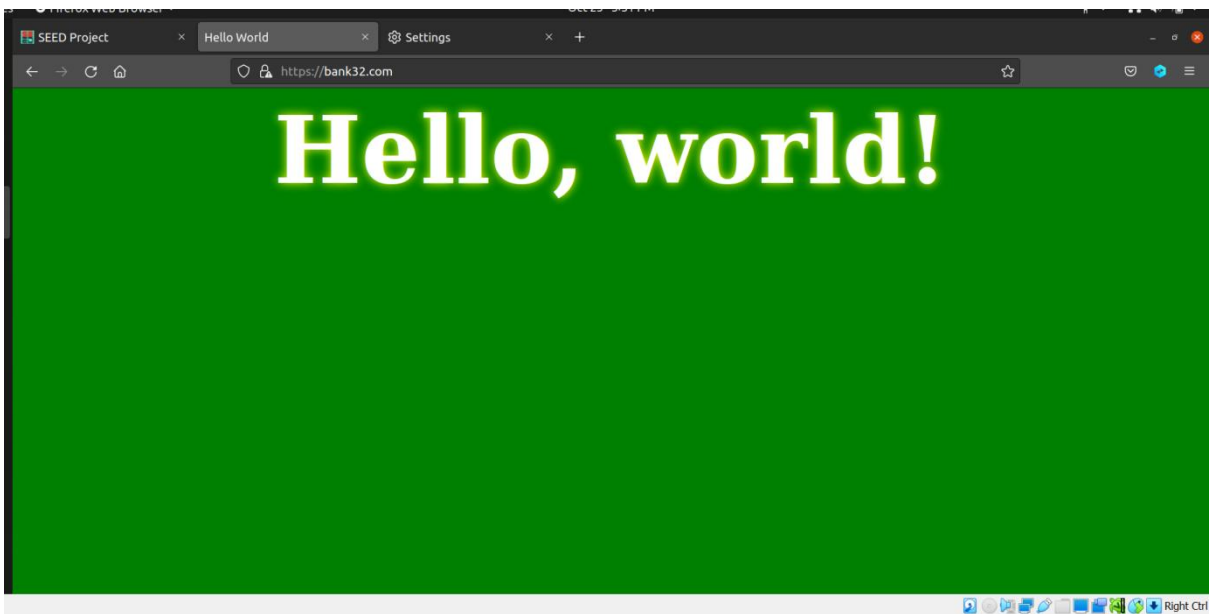 SEED Project
Hello World
Settings
https://bank32.com
Hello, world!
Right Ctrl